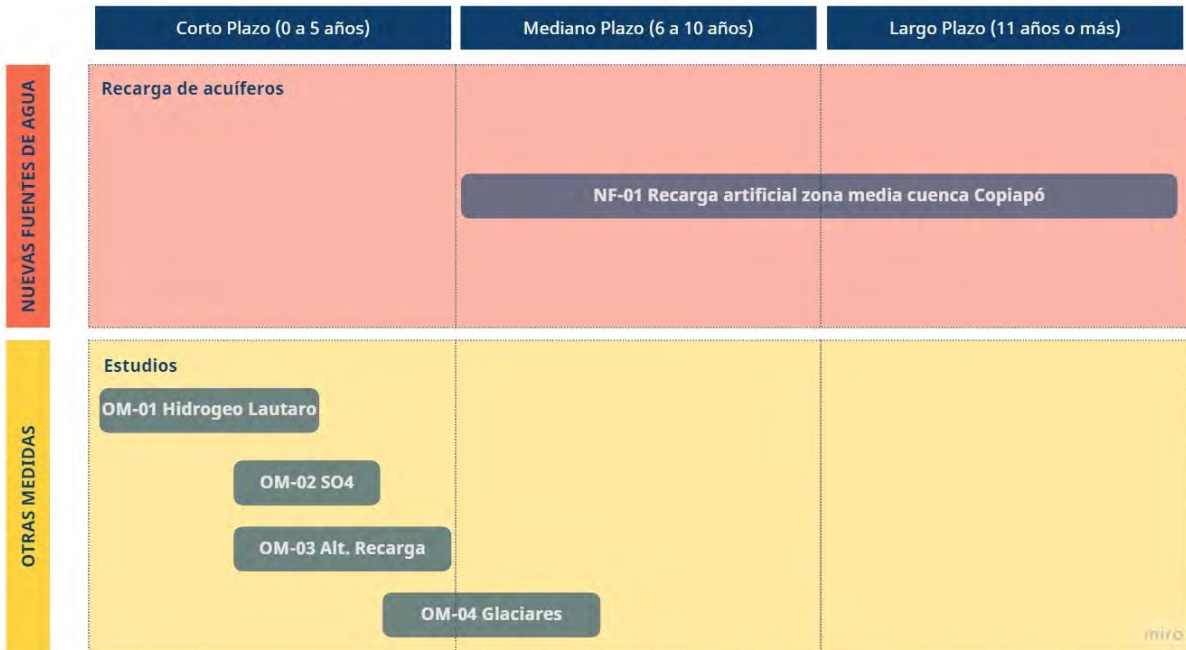 Corto Plazo (0 a 5 años)
Mediano Plazo (6 a 10 años)
Largo Plazo (11 años o más)
NUEVAS FUENTES DE AGUA
Recarga de acuíferos
NF-01 Recarga artificial zona media cuenca Copiapó
OTRAS MEDIDAS
Estudios
OM-01 Hidrogeo Lautaro
OM-02 SO4
OM-03 Alt. Recarga
OM-04 Glaciares
miro